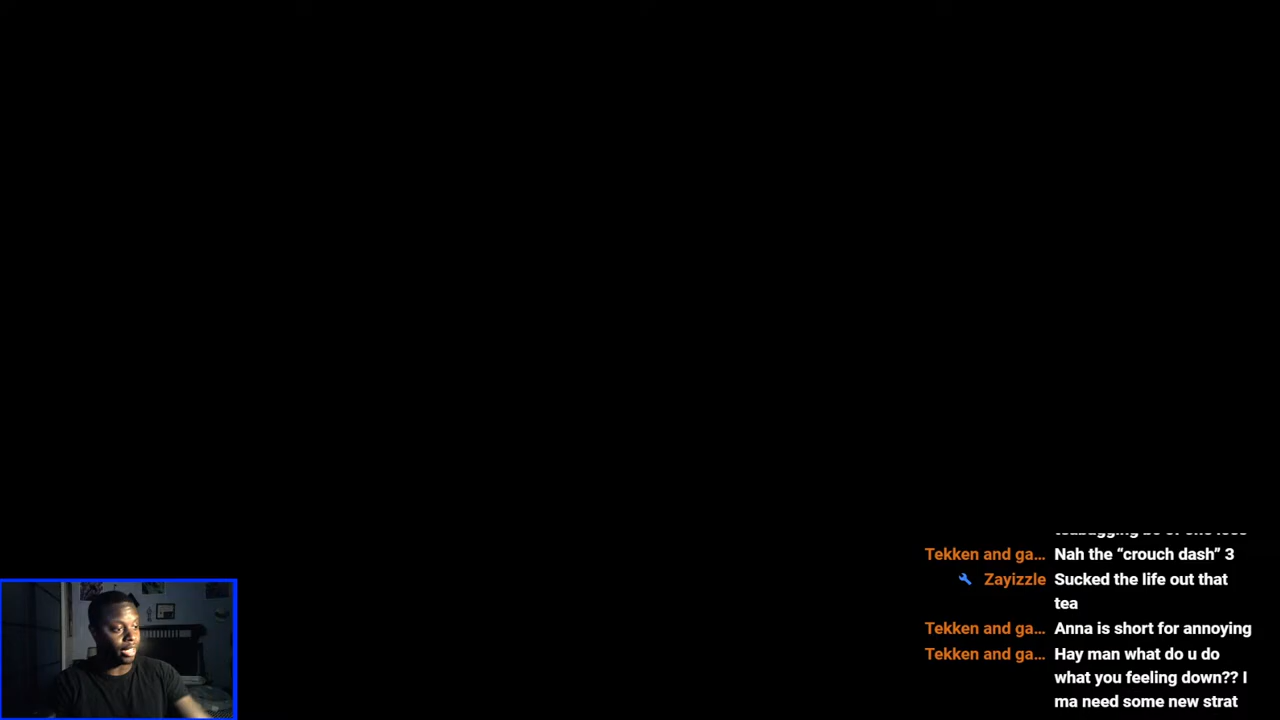 Tekken and ga… Nah the “crouch dash” 3
Zayizzle Sucked the life out that
tea
Tekken and ga… Anna is short for annoying
Tekken and ga… Hay man what do u do
what you feeling down?? I
ma need some new strat